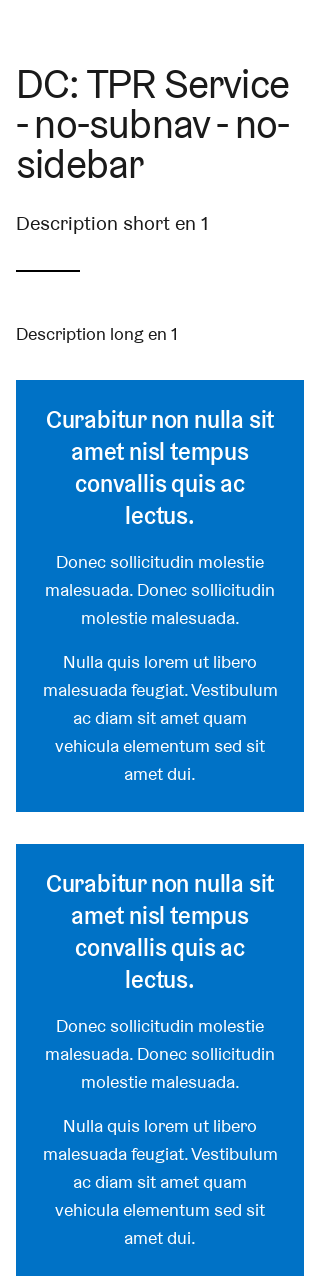 DC: TPR Service
- no-subnav - no-
sidebar
Description short en 1
Description long en 1
Curabitur non nulla sit
amet nisl tempus
convallis quis ac
lectus.
Donec sollicitudin molestie
malesuada. Donec sollicitudin
molestie malesuada.
Nulla quis lorem ut libero
malesuada feugiat. Vestibulum
ac diam sit amet quam
vehicula elementum sed sit
amet dui.
Curabitur non nulla sit
amet nisl tempus
convallis quis ac
lectus.
Donec sollicitudin molestie
malesuada. Donec sollicitudin
molestie malesuada.
Nulla quis lorem ut libero
malesuada feugiat. Vestibulum
ac diam sit amet quam
vehicula elementum sed sit
amet dui.